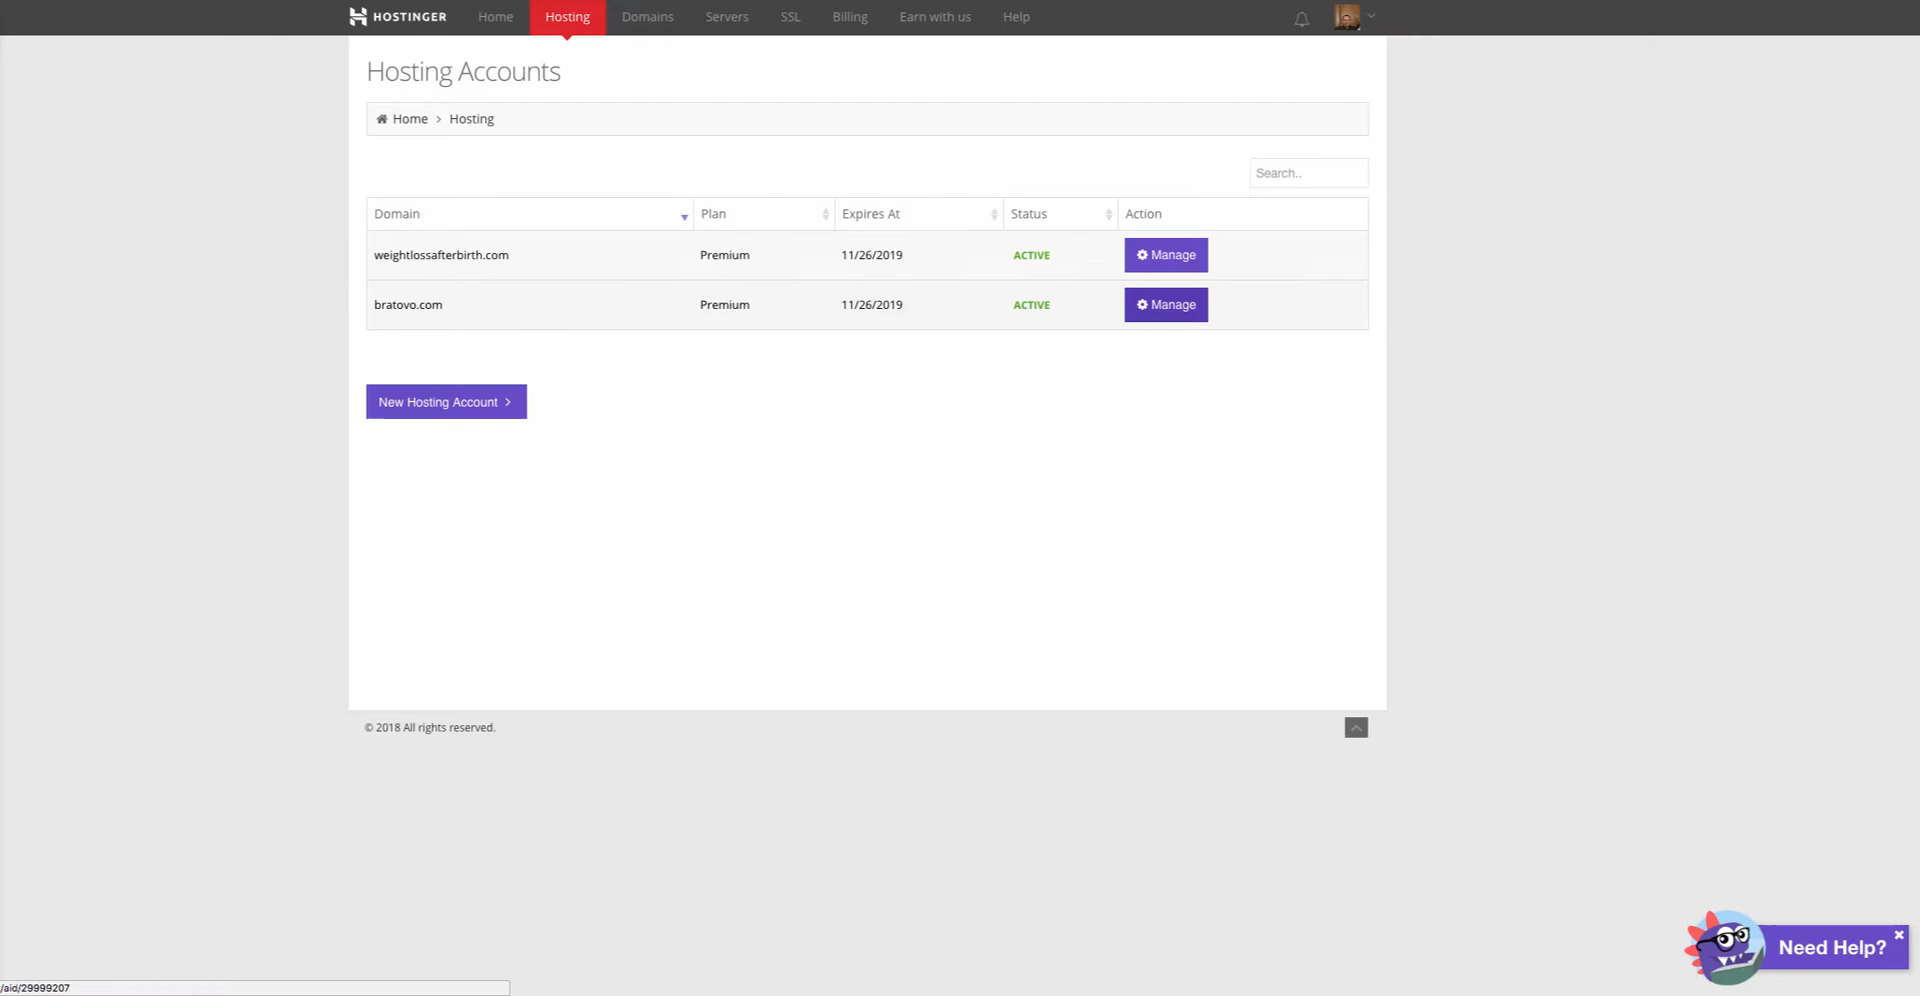 HOSTINGER Home Hosting Domains Servers SSL Billing Earn with us Help
Hosting Accounts
Home > Hosting
Search..
Domain Plan Expires At Status Action
weightlossafterbirth.com Premium 11/26/2019 ACTIVE Manage
bratovo.com Premium 11/26/2019 ACTIVE Manage
New Hosting Account >
© 2018 All rights reserved.
Need Help?
/aid/29999207